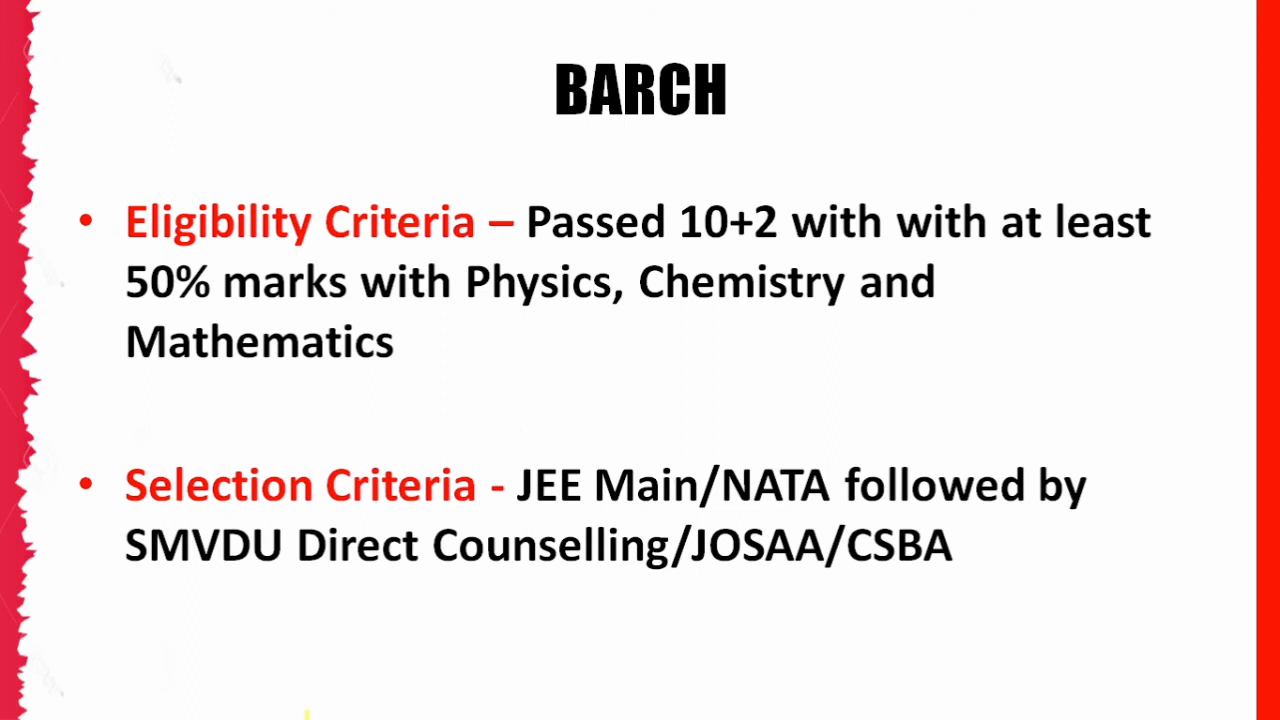 BARCH
• Eligibility Criteria – Passed 10+2 with with at least
50% marks with Physics, Chemistry and
Mathematics
• Selection Criteria - JEE Main/NATA followed by
SMVDU Direct Counselling/JOSAA/CSBA